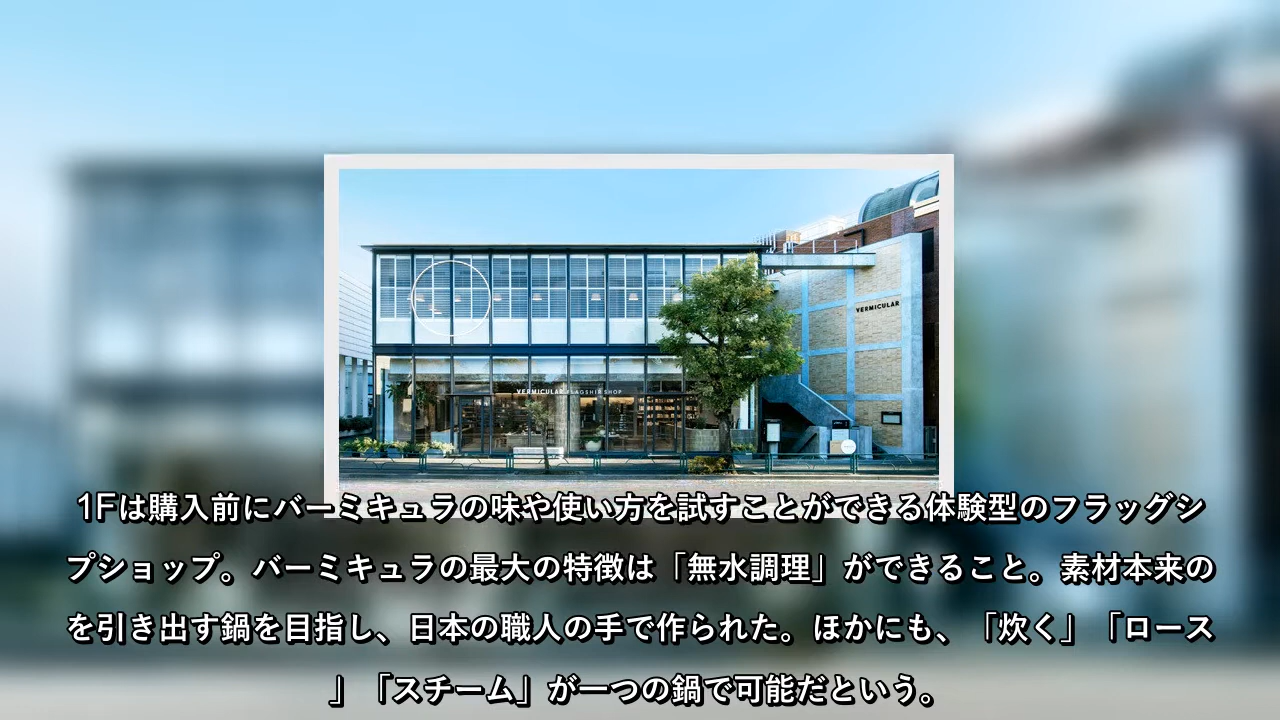 VERMICULAR
VERMICULAR FLAGSHIP SHOP
1Fは購入前にバーミキュラの味や使い方を試すことができる体験型のフラッグシ
プショップ。バーミキュラの最大の特徴は「無水調理」ができること。素材本来の
を引き出す鍋を目指し、日本の職人の手で作られた。ほかにも、「炊く」「ロース
」「スチーム」が一つの鍋で可能だという。